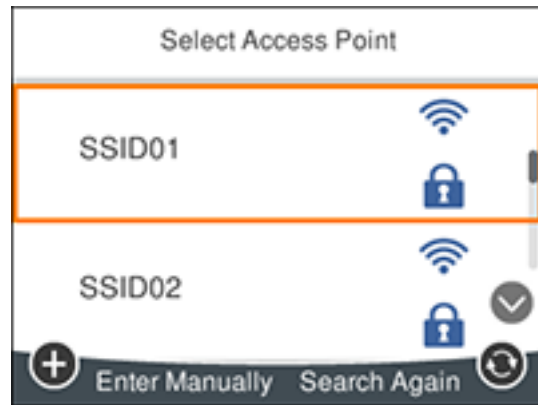 Select Access Point
SSID01
SSID02
Enter Manually Search Again